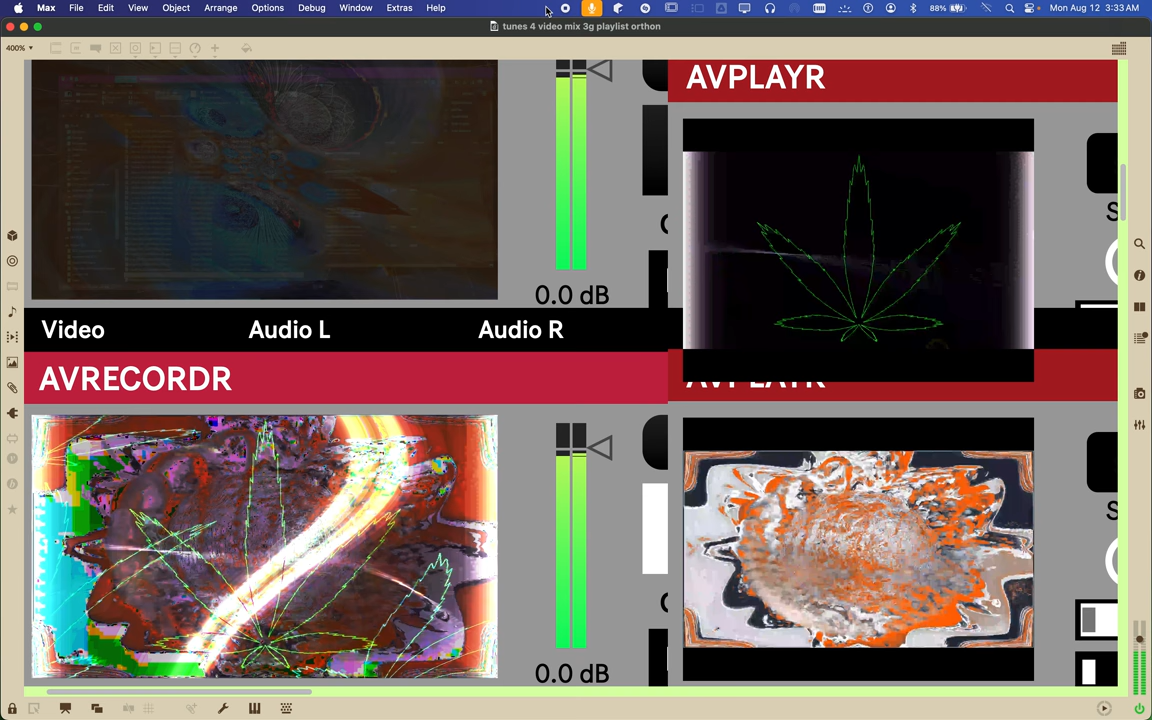 Max File Edit View Object Arrange Options Debug Window Extras Help 88% Mon Aug 12 3:33 AM
tunes 4 video mix 3g playlist orthon
400%
AVPLAYR
0.0 dB
Video Audio L Audio R
AVRECORDR
AVPLAYR
0.0 dB